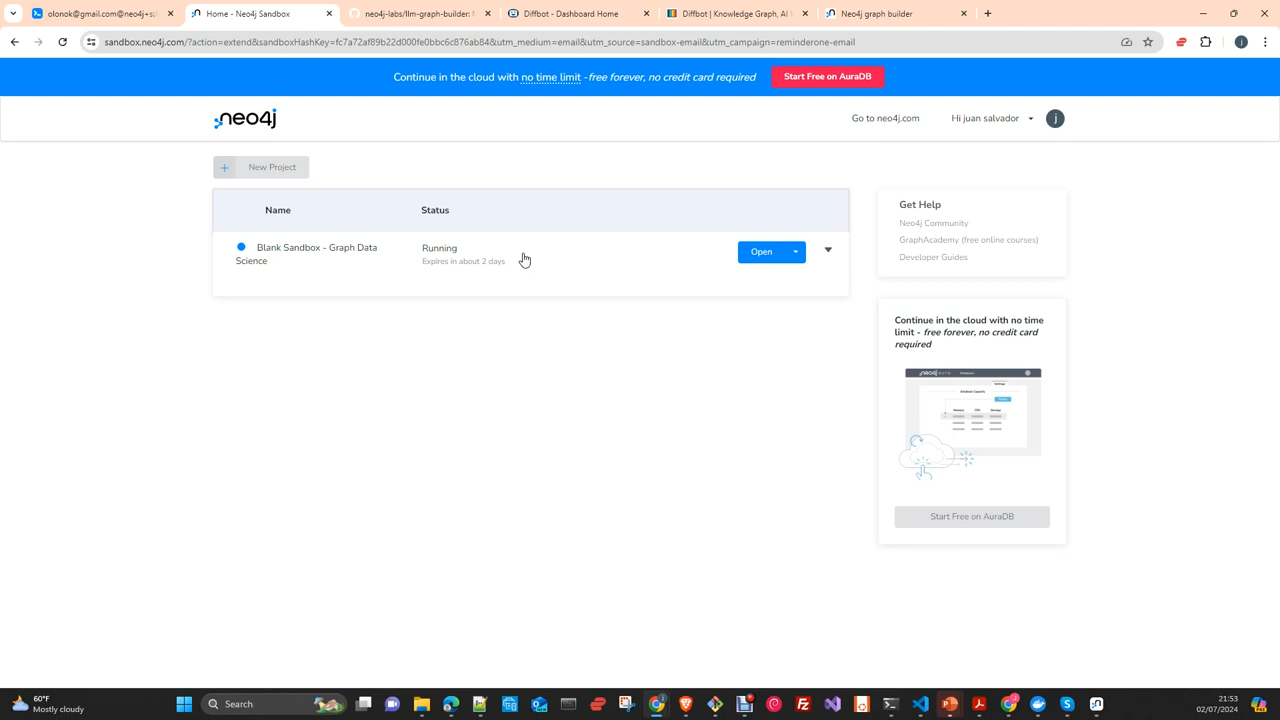 olonok@gmail.com@neo4j+s:/
Home - Neo4j Sandbox
neo4j-labs/llm-graph-builder: N
Diffbot - Dashboard Home
Diffbot | Knowledge Graph, AI W
Neo4j graph builder
sandbox.neo4j.com/?action=extend&sandboxHashKey=fc7a72af89b22d000fe0bbc6c876ab84&utm_medium=email&utm_source=sandbox-email&utm_campaign=reminderone-email
Continue in the cloud with no time limit -free forever, no credit card required
Start Free on AuraDB
neo4j
Go to neo4j.com
Hi juan salvador
j
+ New Project
Name
Status
Get Help
Neo4j Community
GraphAcademy (free online courses)
Developer Guides
Blank Sandbox - Graph Data
Science
Running
Expires in about 2 days
Open
Continue in the cloud with no time
limit - free forever, no credit card
required
neo4j
Start Free on AuraDB
60°F
Mostly cloudy
Search
21:53
02/07/2024